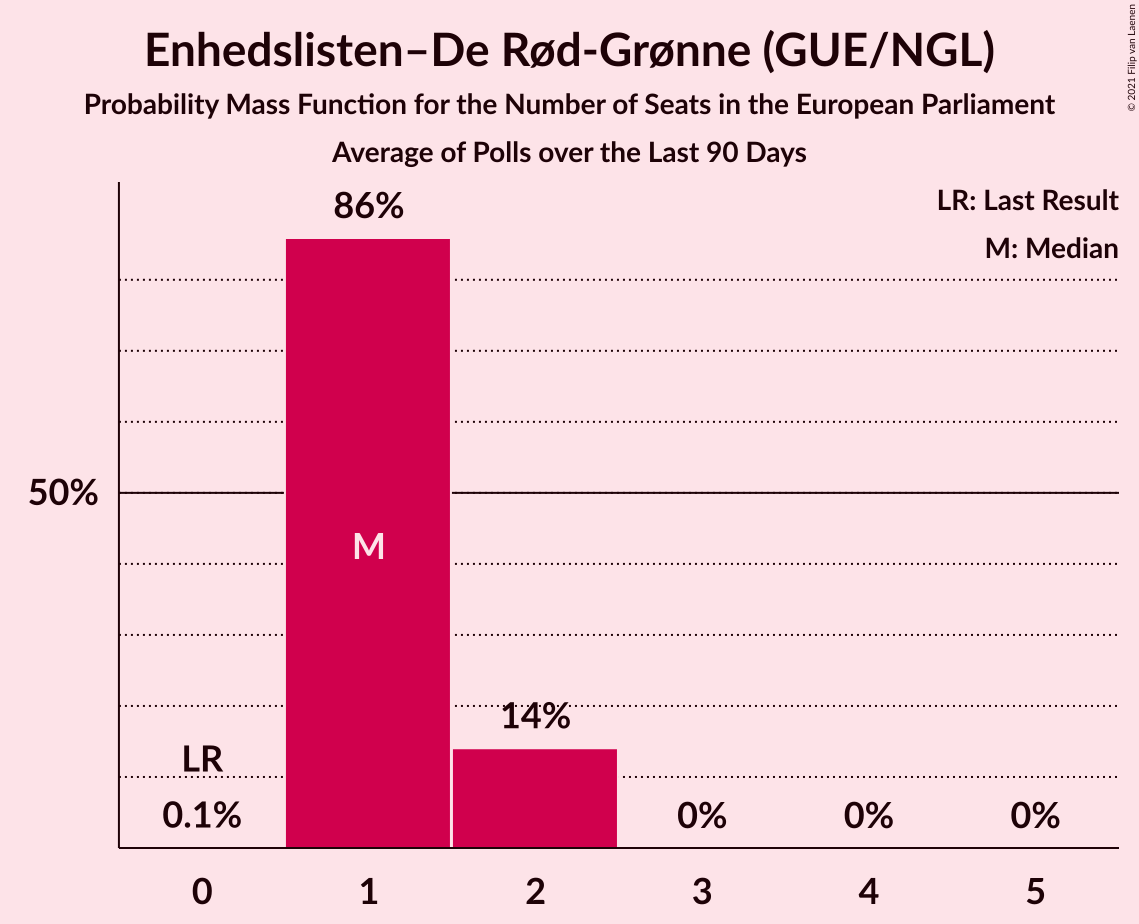 Enhedslisten–De Rød-Grønne (GUE/NGL)
Probability Mass Function for the Number of Seats in the European Parliament
Average of Polls over the Last 90 Days
© 2021 Filip van Laenen
LR: Last Result
M: Median
86%
50%
M
14%
LR
0.1%
0%
0%
0%
0
1
2
3
4
5